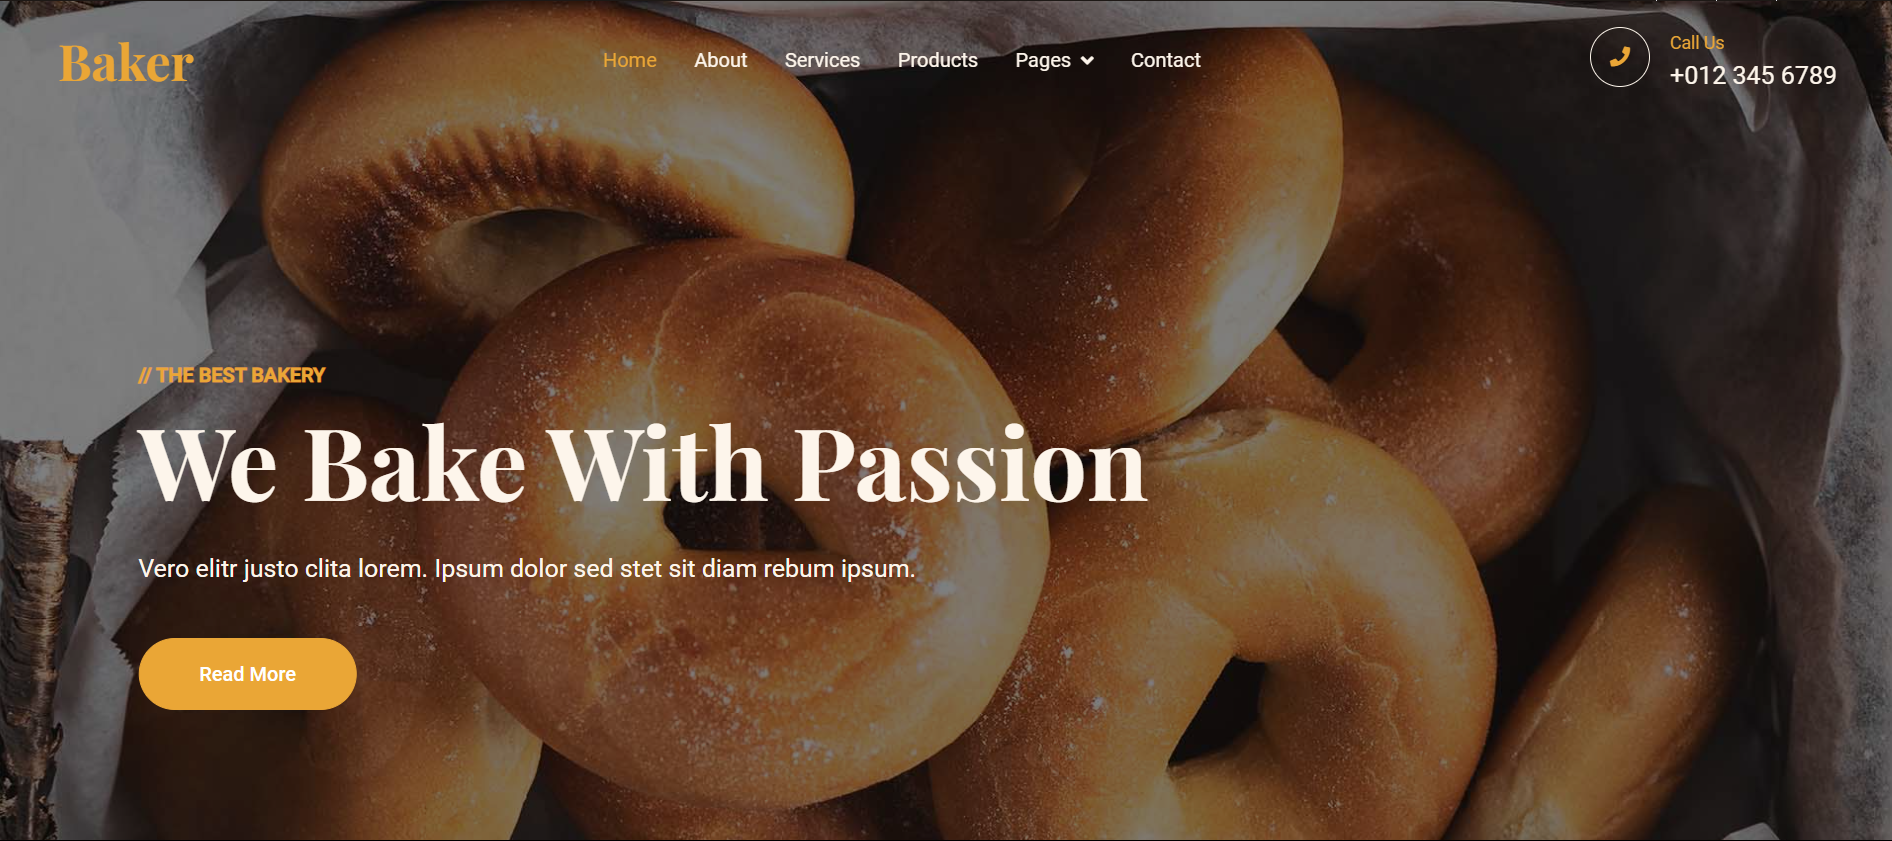 Baker
Home About Services Products Pages Contact
Call Us
+012 345 6789
// THE BEST BAKERY
We Bake With Passion
Vero elitr justo clita lorem. Ipsum dolor sed stet sit diam rebum ipsum.
Read More